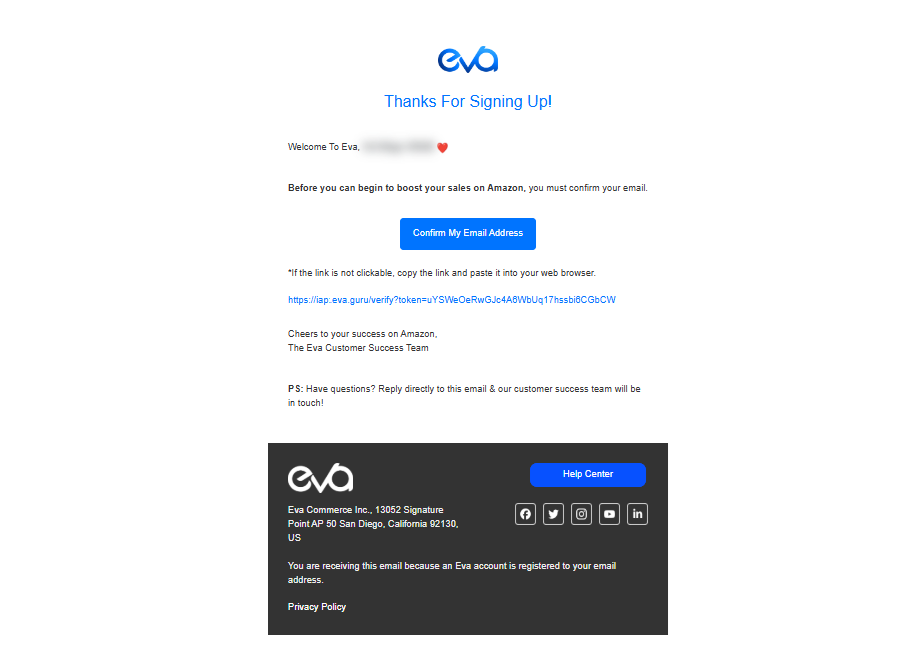 eva
Thanks For Signing Up!
Welcome To Eva, ❤️
Before you can begin to boost your sales on Amazon, you must confirm your email.
Confirm My Email Address
*If the link is not clickable, copy the link and paste it into your web browser.
https://iap.eva.guru/verify?token=uYSWeOeRwGJc4A6WbUq17hssbi6CGbCW
Cheers to your success on Amazon,
The Eva Customer Success Team
PS: Have questions? Reply directly to this email & our customer success team will be
in touch!
eva
Help Center
Eva Commerce Inc., 13052 Signature
Point AP 50 San Diego, California 92130,
US
You are receiving this email because an Eva account is registered to your email
address.
Privacy Policy